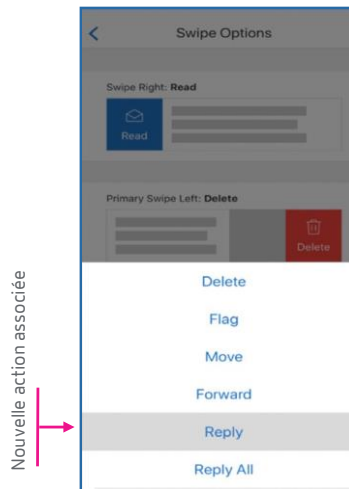 Swipe Options
Swipe Right: Read
Read
Primary Swipe Left: Delete
Delete
Delete
Flag
Move
Forward
Reply
Reply All
Nouvelle action associée